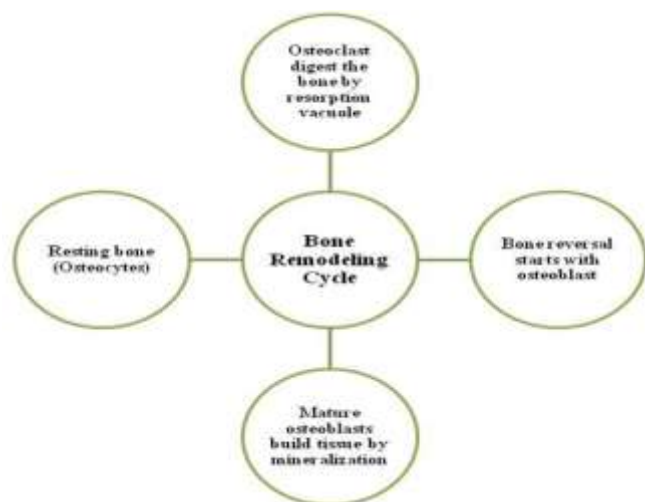 Osteoclast
digest the
bone by
resorption
vacuole
Resting bone
(Osteocytes)
Bone
Remodeling
Cycle
Bone reversal
starts with
osteoblast
Mature
osteoblasts
build tissue by
mineralization